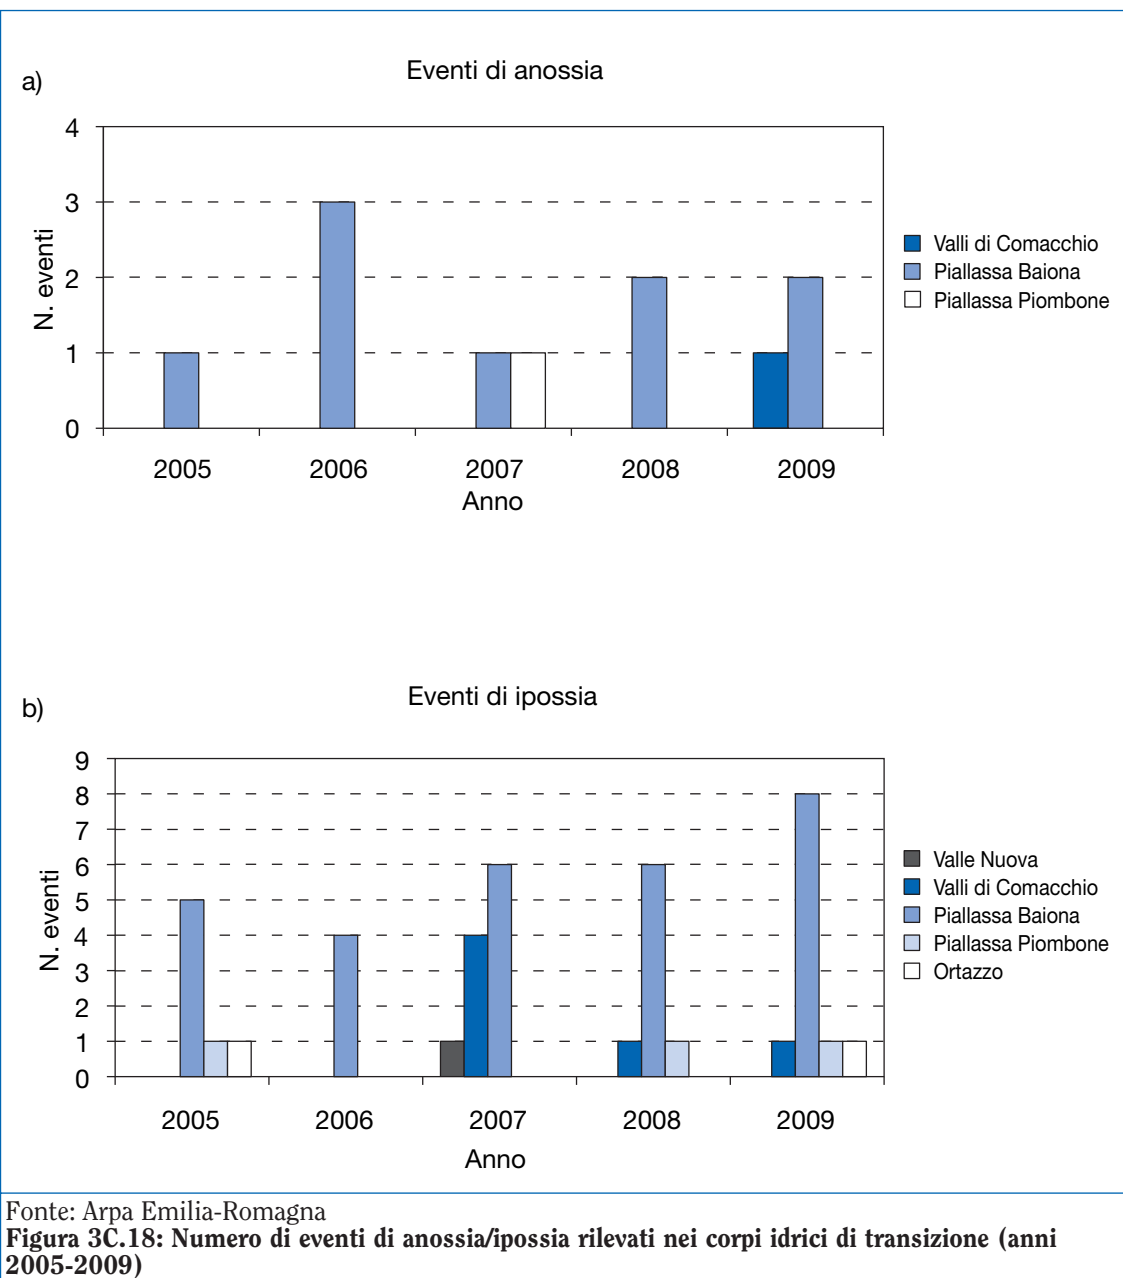 a)
Eventi di anossia
4
3
2
1
0
N. eventi
2005 2006 2007 2008 2009
Anno
Valli di Comacchio
Piallassa Baiona
Piallassa Piombone
b)
Eventi di ipossia
9
8
7
6
5
4
3
2
1
0
N. eventi
2005 2006 2007 2008 2009
Anno
Valle Nuova
Valli di Comacchio
Piallassa Baiona
Piallassa Piombone
Ortazzo
Fonte: Arpa Emilia-Romagna
Figura 3C.18: Numero di eventi di anossia/ipossia rilevati nei corpi idrici di transizione (anni
2005-2009)